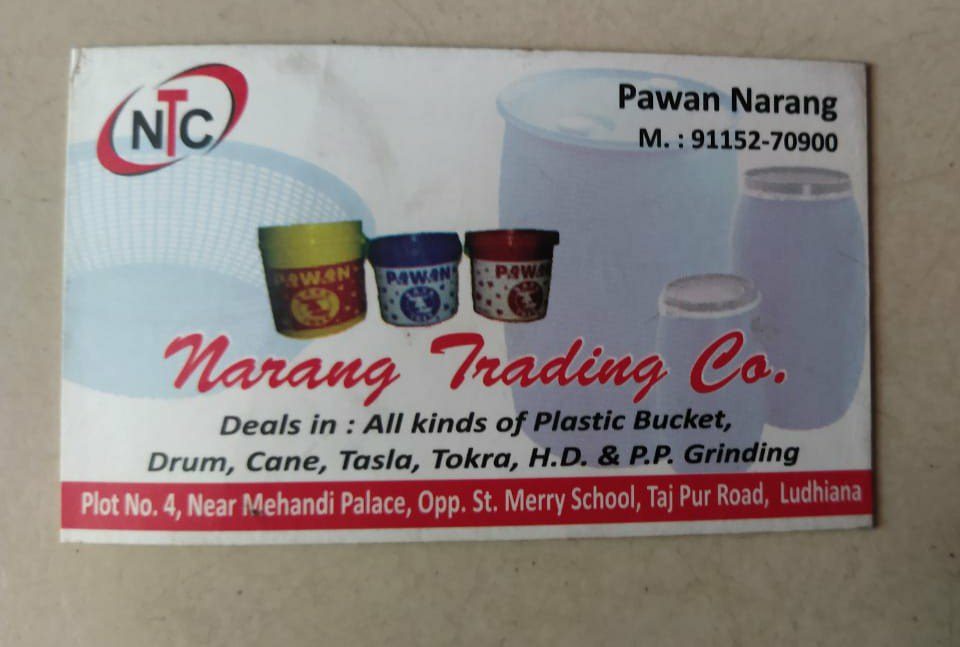 NTC
Pawan Narang
M. : 91152-70900
PAWAN
PAWAN
PAWAN
Narang Trading Co.
Deals in : All kinds of Plastic Bucket,
Drum, Cane, Tasla, Tokra, H.D. & P.P. Grinding
Plot No. 4, Near Mehandi Palace, Opp. St. Merry School, Taj Pur Road, Ludhiana